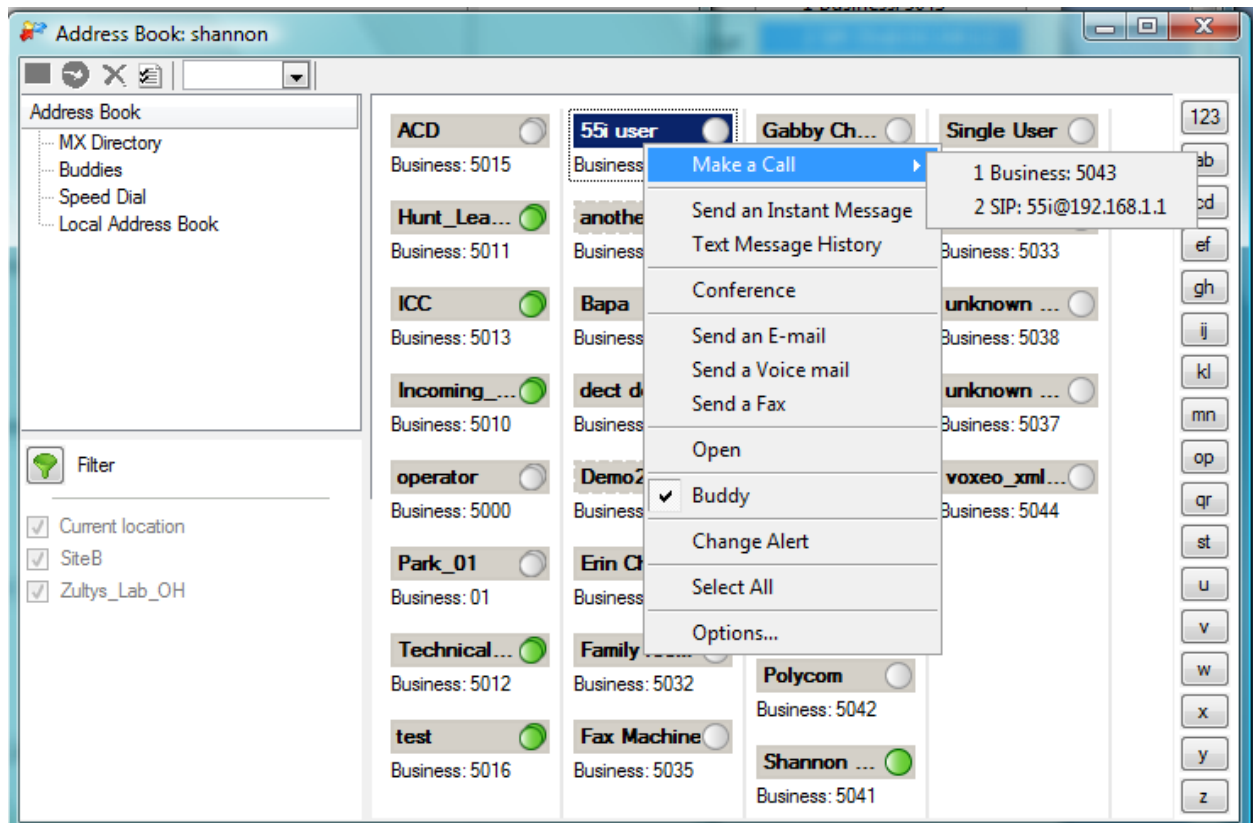 Address Book: shannon
Address Book
MX Directory
Buddies
Speed Dial
Local Address Book
Filter
Current location
SiteB
Zultys_Lab_OH
ACD
Business: 5015
Hunt_Lea...
Business: 5011
ICC
Business: 5013
Incoming_...
Business: 5010
operator
Business: 5000
Park_01
Business: 01
Technical...
Business: 5012
test
Business: 5016
55i user
Business
Business
Bapa
Business
dect
Business
Business
Erin
Business
Family
Business: 5032
Fax Machine
Business: 5035
Gabby Ch...
Polycom
Business: 5042
Shannon ...
Business: 5041
Single User
Business: 5033
unknown ...
Business: 5038
unknown ...
Business: 5037
voxeo_xml...
Business: 5044
Make a Call
Send an Instant Message
Text Message History
Conference
Send an E-mail
Send a Voice mail
Send a Fax
Open
Buddy
Change Alert
Select All
Options...
1 Business: 5043
2 SIP: 55i@192.168.1.1
123
ab
cd
ef
gh
ij
kl
mn
op
qr
st
u
v
w
x
y
z